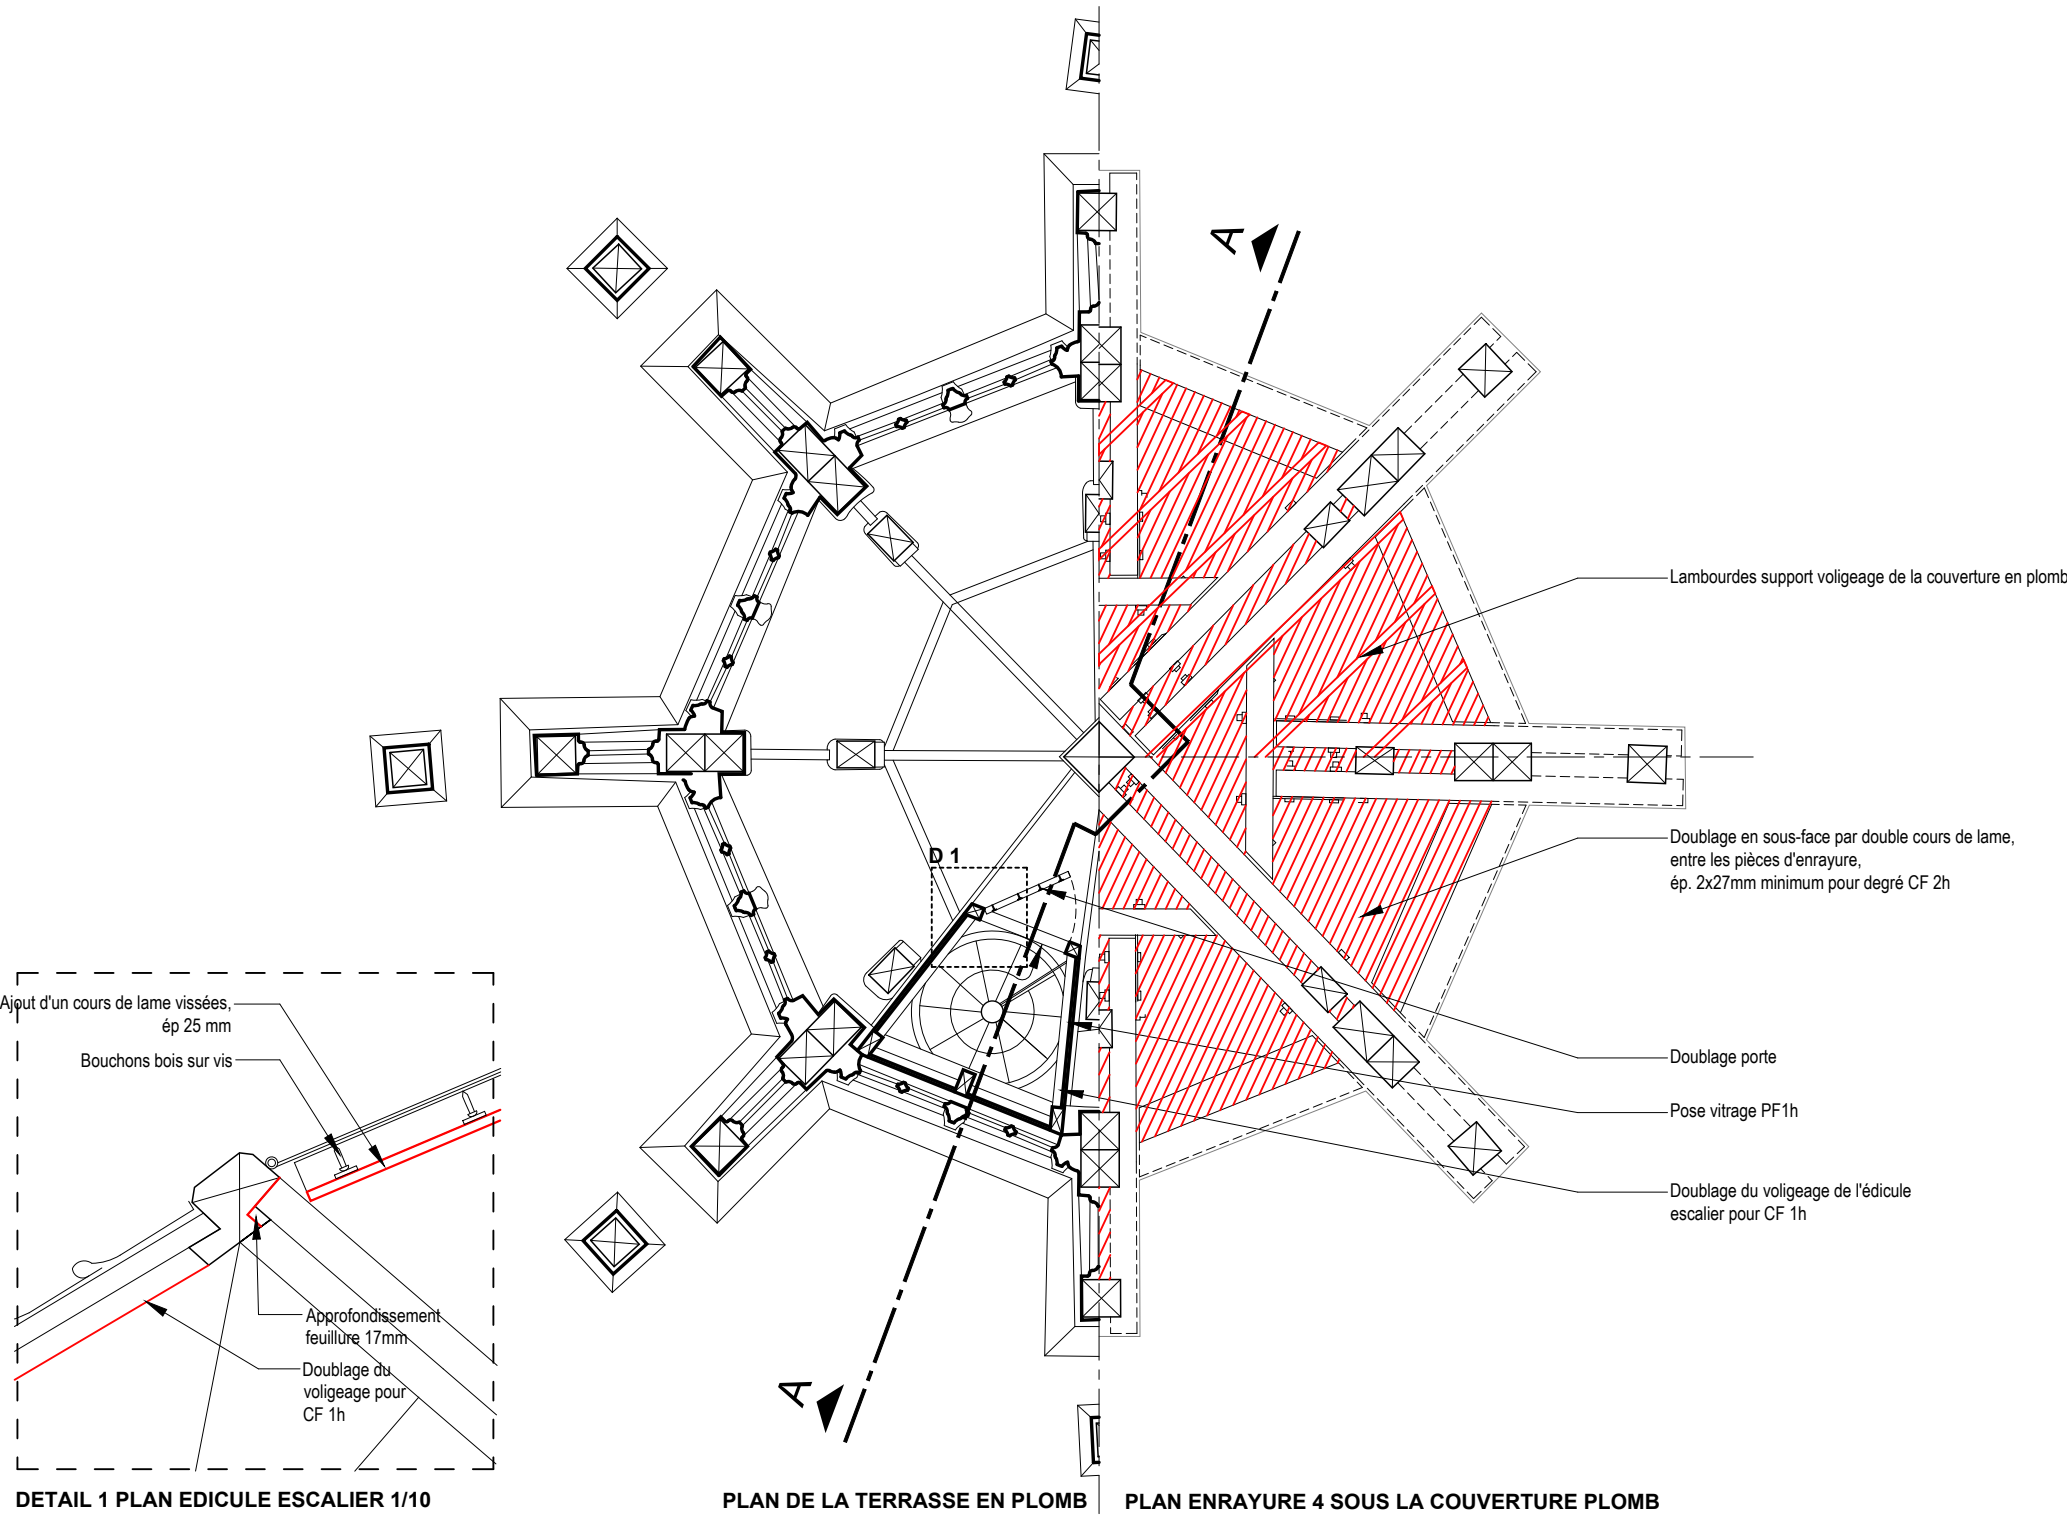 A
Lambourdes support voligeage de la couverture en plomb
Doublage en sous-face par double cours de lame,
entre les pièces d'enrayure,
ép. 2x27mm minimum pour degré CF 2h
D 1
Ajout d'un cours de lame vissées,
ép 25 mm
Bouchons bois sur vis
Doublage porte
Pose vitrage PF1h
Doublage du voligeage de l'édicule
escalier pour CF 1h
Approfondissement
feuillure 17mm
Doublage du
voligeage pour
CF 1h
A
DETAIL 1 PLAN EDICULE ESCALIER 1/10
PLAN DE LA TERRASSE EN PLOMB
PLAN ENRAYURE 4 SOUS LA COUVERTURE PLOMB